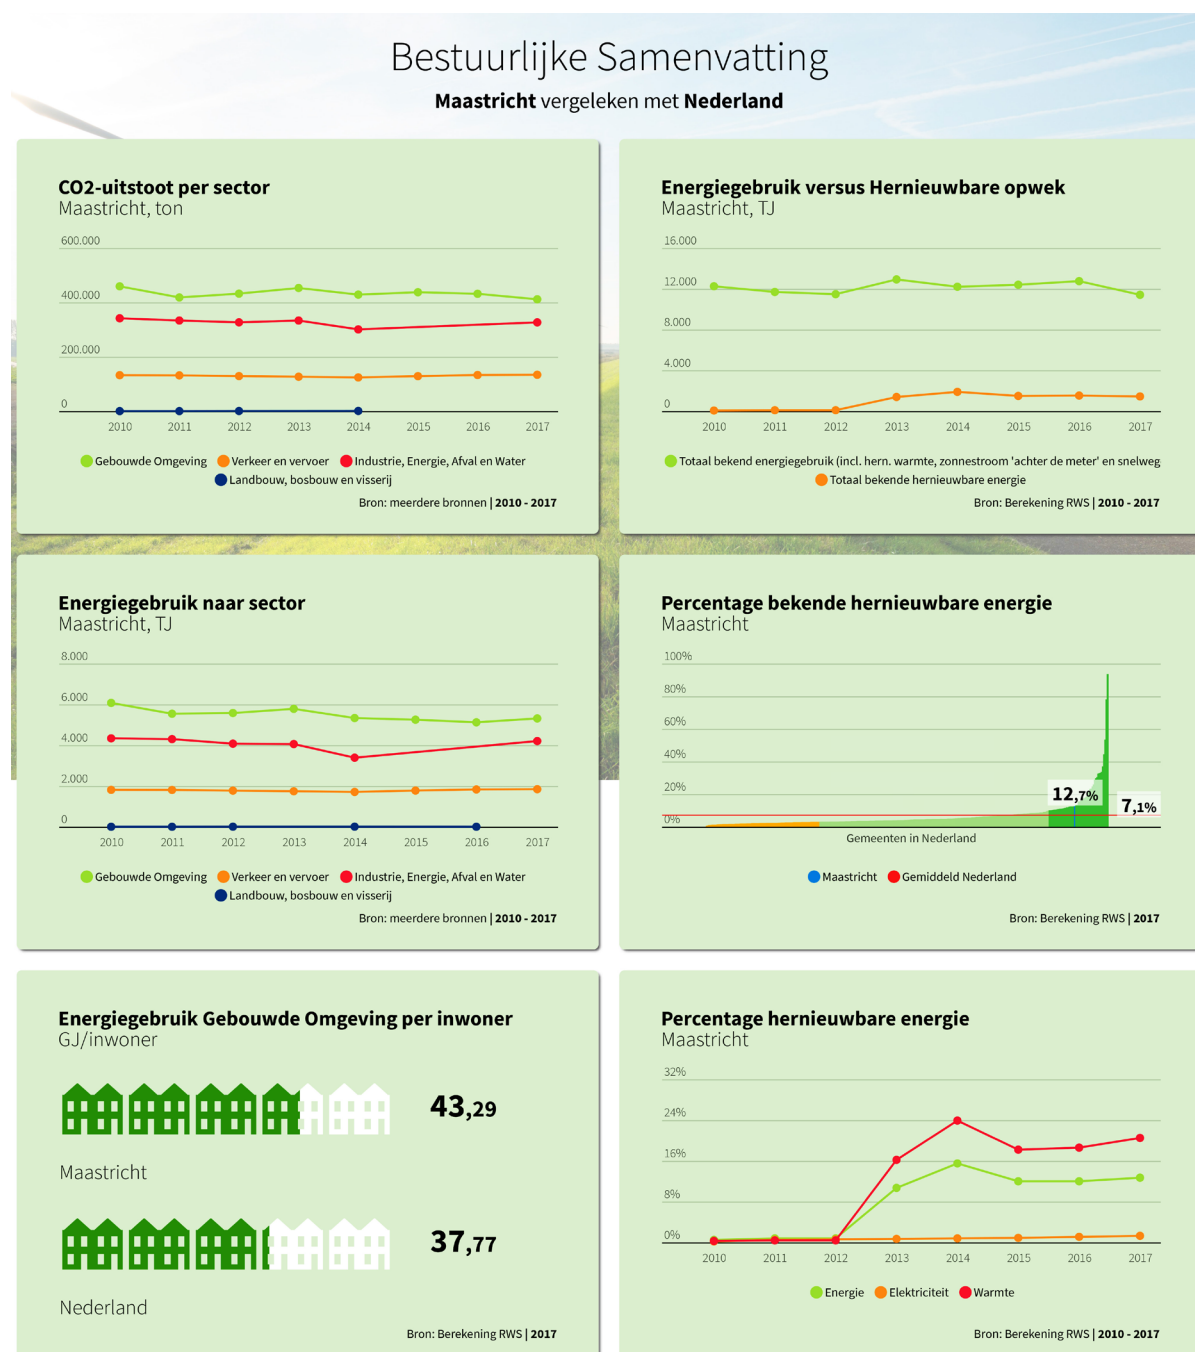 Bestuurlijke Samenvatting
Maastricht vergeleken met Nederland
CO2-uitstoot per sector
Maastricht, ton
600.000
400.000
200.000
0
2010 2011 2012 2013 2014 2015 2016 2017
Gebouwde Omgeving Verkeer en vervoer Industrie, Energie, Afval en Water
Landbouw, bosbouw en visserij
Bron: meerdere bronnen | 2010 - 2017
Energiegebruik versus Hernieuwbare opwek
Maastricht, TJ
16.000
12.000
8.000
4.000
0
2010 2011 2012 2013 2014 2015 2016 2017
Totaal bekend energiegebruik (incl. hern. warmte, zonnestroom 'achter de meter' en snelweg
Totaal bekende hernieuwbare energie
Bron: Berekening RWS | 2010 - 2017
Energiegebruik naar sector
Maastricht, TJ
8.000
6.000
4.000
2.000
0
2010 2011 2012 2013 2014 2015 2016 2017
Gebouwde Omgeving Verkeer en vervoer Industrie, Energie, Afval en Water
Landbouw, bosbouw en visserij
Bron: meerdere bronnen | 2010 - 2017
Percentage bekende hernieuwbare energie
Maastricht
100%
80%
60%
40%
20%
12,7%
7,1%
0%
Gemeenten in Nederland
Maastricht Gemiddeld Nederland
Bron: Berekening RWS | 2017
Energiegebruik Gebouwde Omgeving per inwoner
GJ/inwoner
43,29
Maastricht
37,77
Nederland
Bron: Berekening RWS | 2017
Percentage hernieuwbare energie
Maastricht
32%
24%
16%
8%
0%
2010 2011 2012 2013 2014 2015 2016 2017
Energie Elektriciteit Warmte
Bron: Berekening RWS | 2010 - 2017